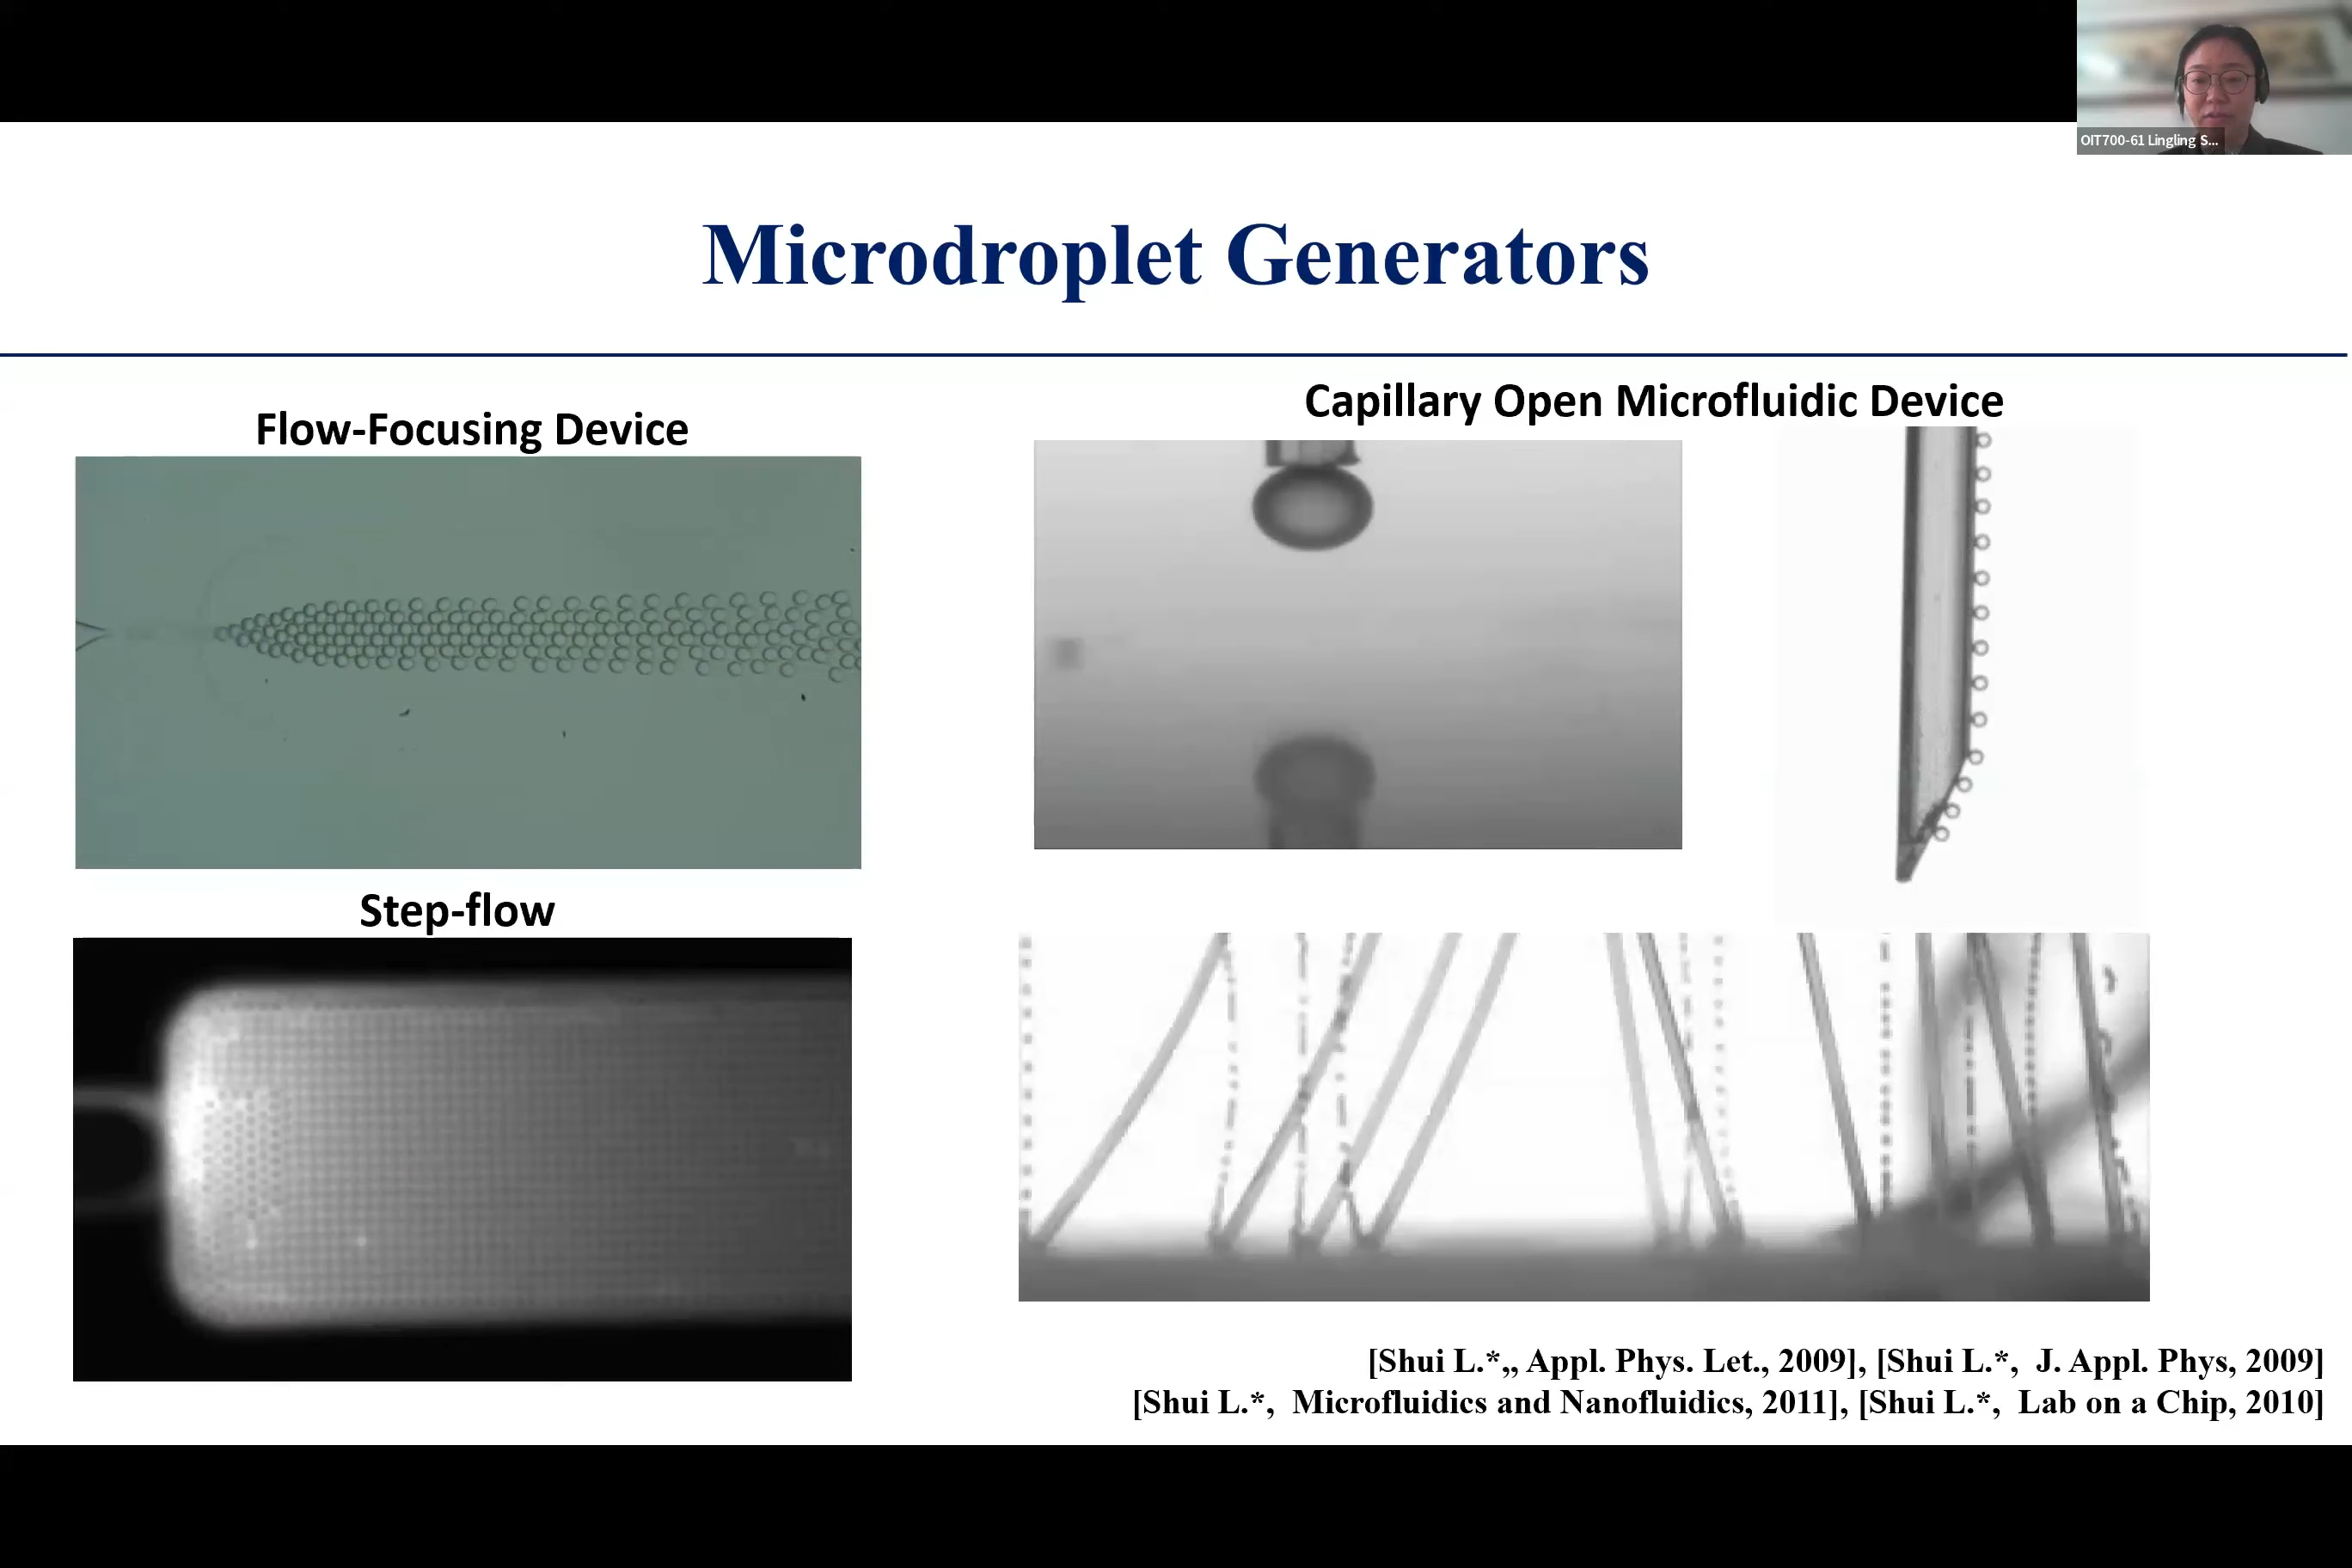 OIT700-61 Lingling S...
Microdroplet Generators
Flow-Focusing Device
Capillary Open Microfluidic Device
Step-flow
[Shui L.*,, Appl. Phys. Let., 2009], [Shui L.*, J. Appl. Phys, 2009]
[Shui L.*, Microfluidics and Nanofluidics, 2011], [Shui L.*, Lab on a Chip, 2010]